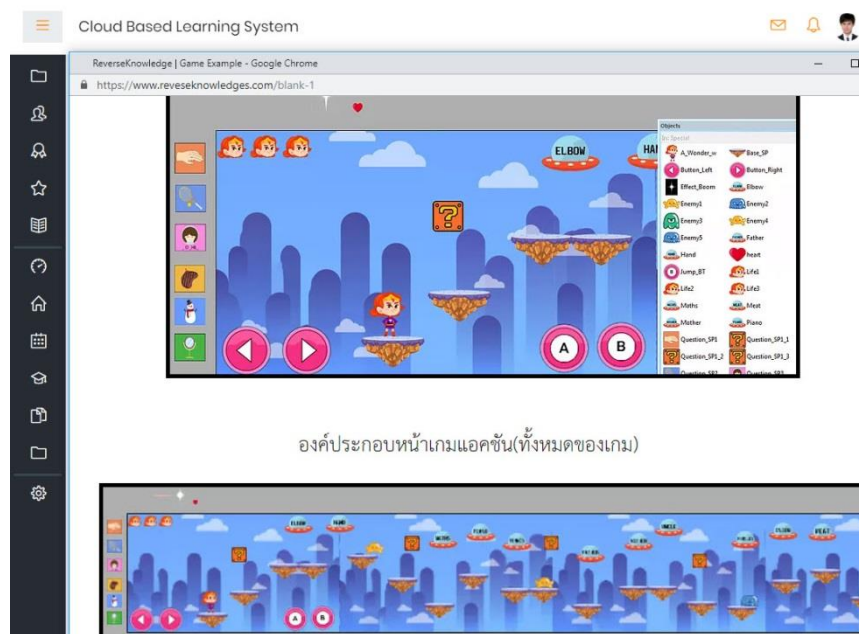 Cloud Based Learning System
ReverseKnowledge | Game Example - Google Chrome
https://www.reveseknowledges.com/blank-1
Objects
ELBOW
HAN
A_Wonder_w Base_SP
Button_Left Button_Right
Effect_Boom Elbow
Enemy1 Enemy2
Enemy3 Enemy4
Enemy5 Father
Hand heart
Jump_BT Life1
Life2 Life3
Maths Meat
Mother Piano
Question_SP1 Question_SP1_1
Question_SP1_2 Question_SP1_3
A B
องค์ประกอบหน้าเกมแอคชัน(ทั้งหมดของเกม)
ELBOW HAND
A B